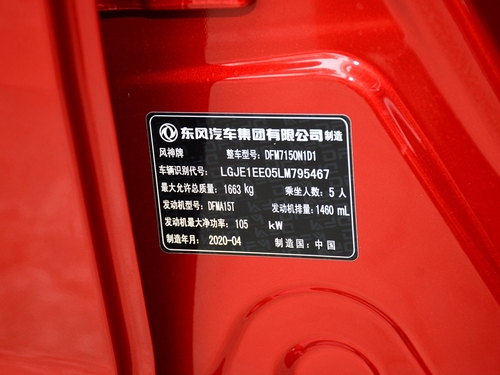 东风汽车集团有限公司 制造
风神牌 整车型号: DFM7150N1D1
车辆识别代号: LGJE1EE05LM795467
最大允许总质量: 1663 kg 乘坐人数: 5 人
发动机型号: DFMA15T 发动机排量: 1460 mL
发动机最大净功率: 105 kW
制造年月: 2020-04 制造国: 中国